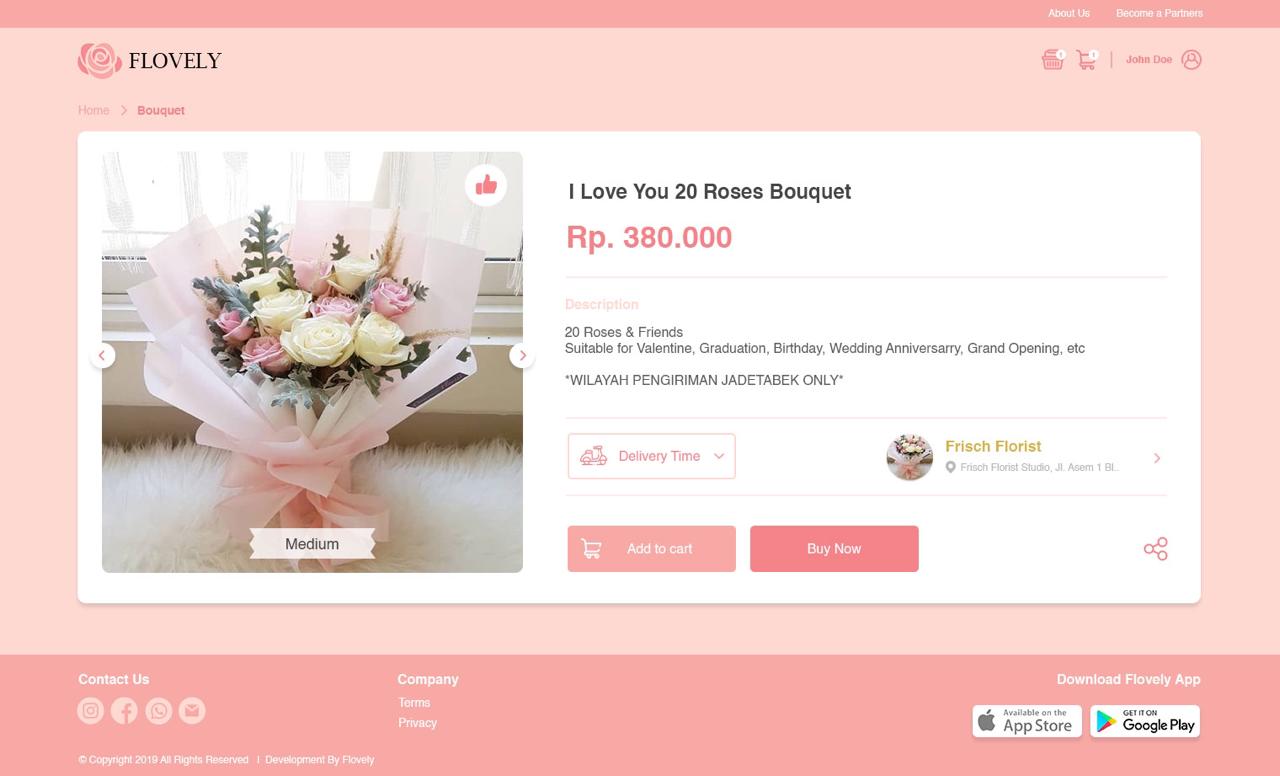 About Us Become a Partners
FLOVELY
1 1 John Doe
Home Bouquet
I Love You 20 Roses Bouquet
Rp. 380.000
Description
20 Roses & Friends
Suitable for Valentine, Graduation, Birthday, Wedding Anniversarry, Grand Opening, etc
*WILAYAH PENGIRIMAN JADETABEK ONLY*
Delivery Time
Frisch Florist
Frisch Florist Studio, Jl. Asem 1 Bl..
Medium
Add to cart
Buy Now
Contact Us
Company
Terms
Privacy
Download Flovely App
Available on the
App Store
GET IT ON
Google Play
© Copyright 2019 All Rights Reserved | Development By Flovely